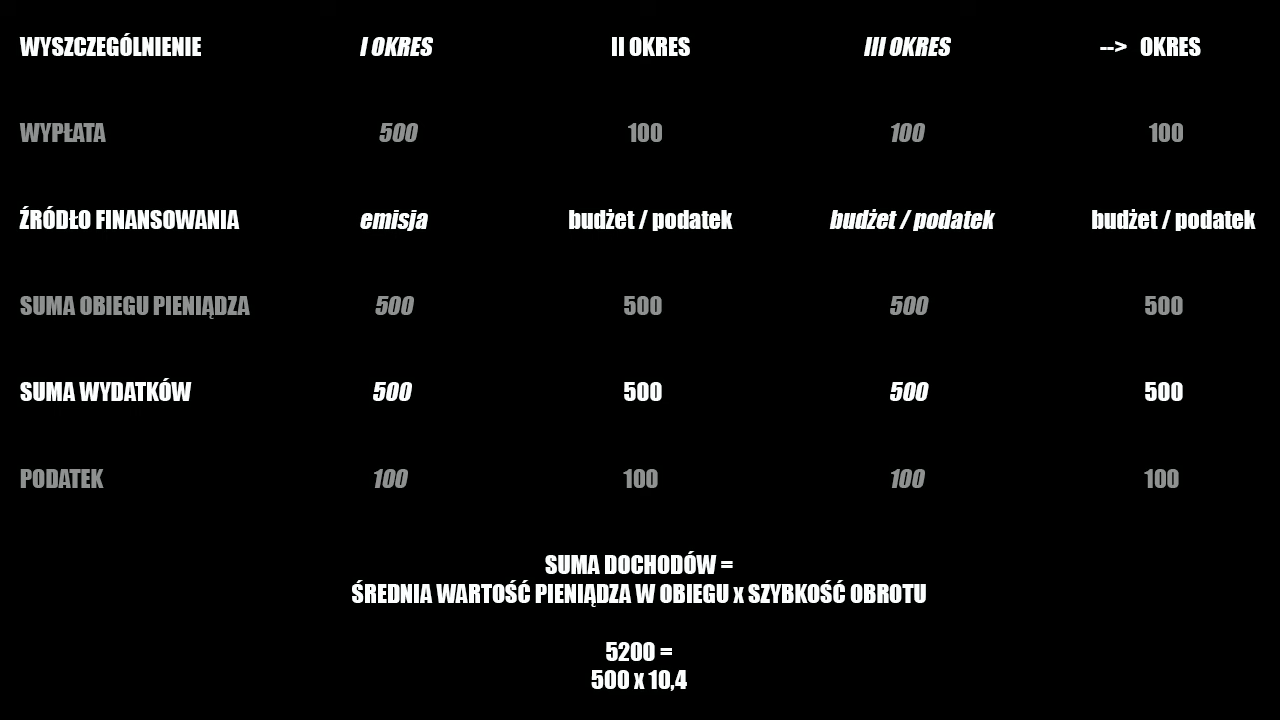 WYSZCZEGÓLNIENIE I OKRES II OKRES III OKRES --> OKRES
WYPŁATA 500 100 100 100
ŹRÓDŁO FINANSOWANIA emisja budżet / podatek budżet / podatek budżet / podatek
SUMA OBIEGU PIENIĄDZA 500 500 500 500
SUMA WYDATKÓW 500 500 500 500
PODATEK 100 100 100 100
SUMA DOCHODÓW =
ŚREDNIA WARTOŚĆ PIENIĄDZA W OBIEGU x SZYBKOŚĆ OBROTU
5200 =
500 x 10,4